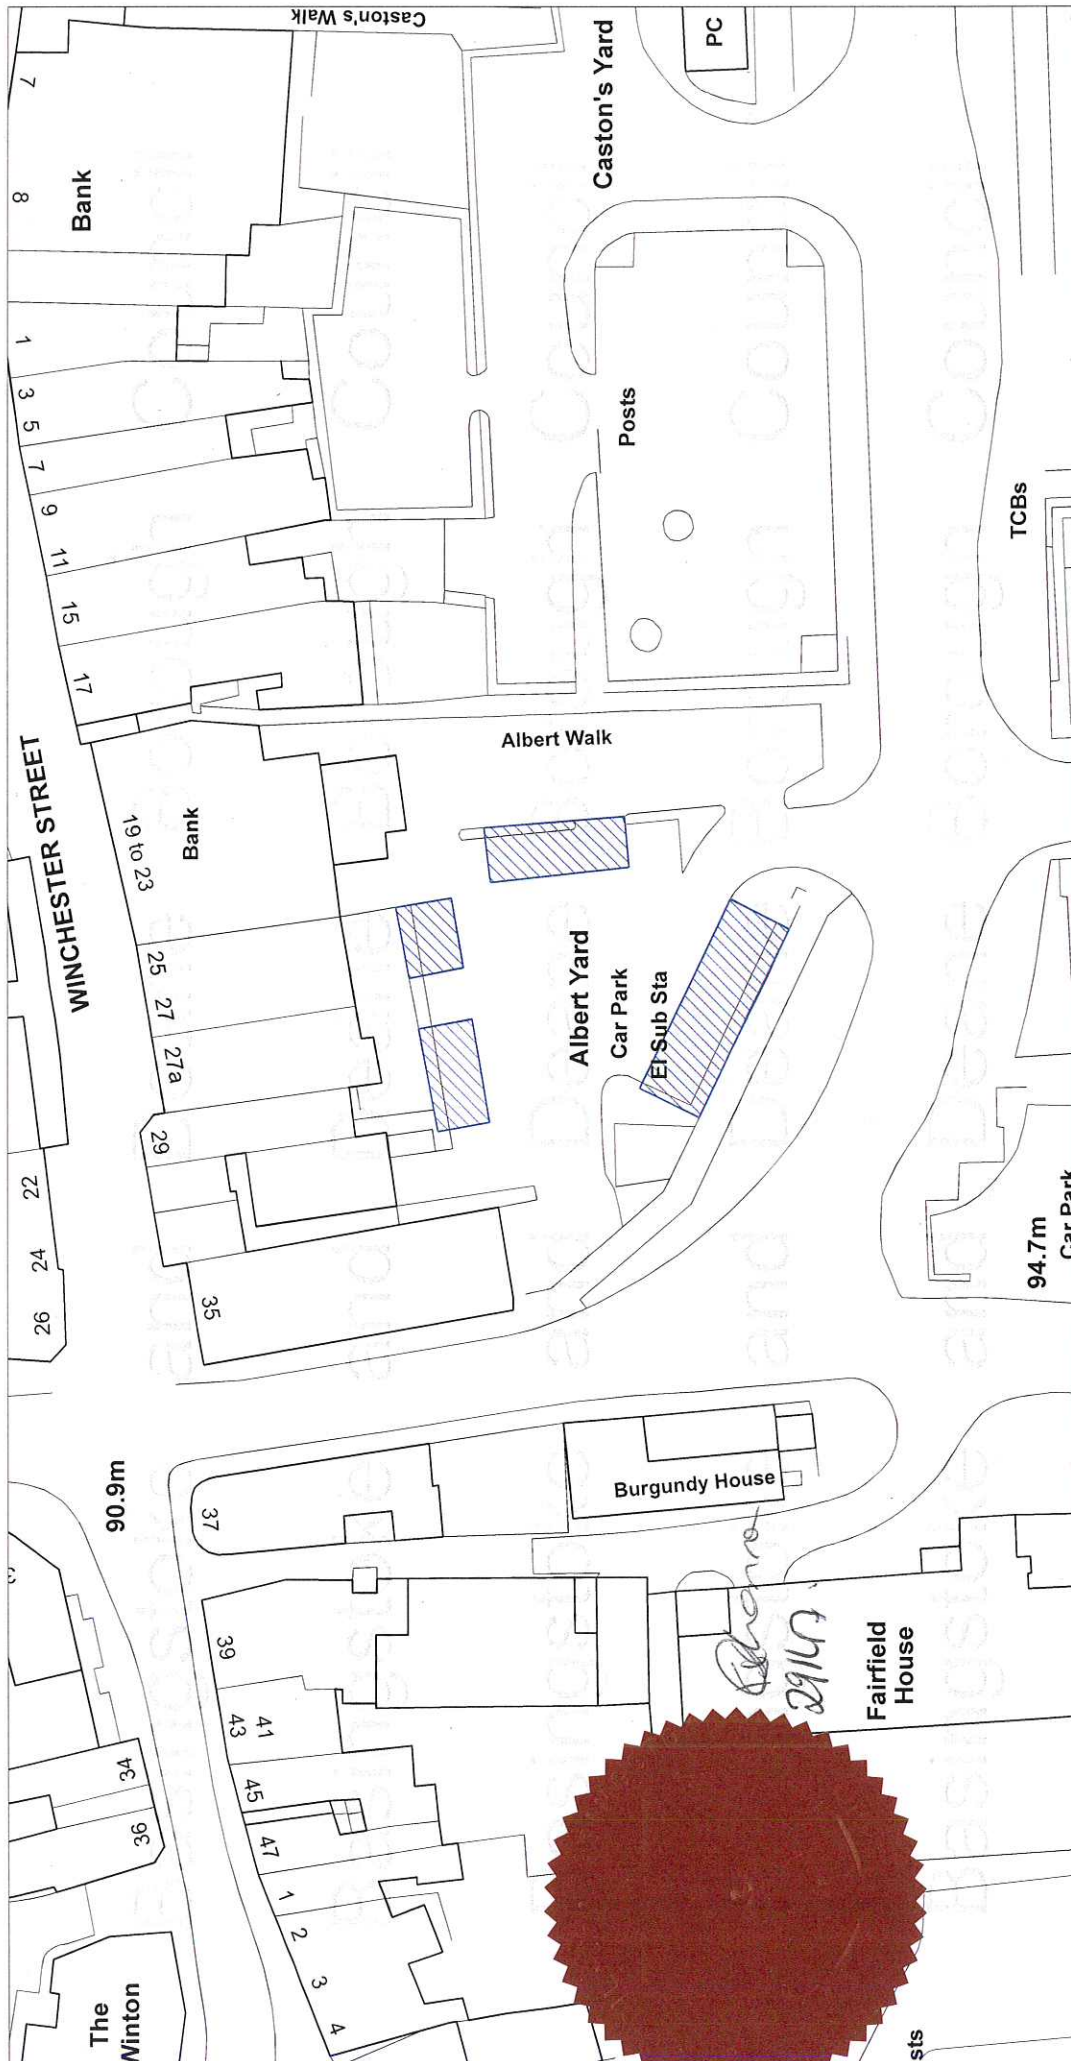 Caston's Walk
7
8
Bank
Caston's Yard
PC
1
3
5
7
9
11
15
17
Posts
TCBs
Albert Walk
WINCHESTER STREET
19 to 23
Bank
25
27
27a
29
35
Albert Yard
Car Park
El Sub Sta
22
24
26
94.7m
Car Park
90.9m
37
Burgundy House
39
41
43
45
47
1
2
3
4
34
36
Fairfield
House
The
Winton
sts